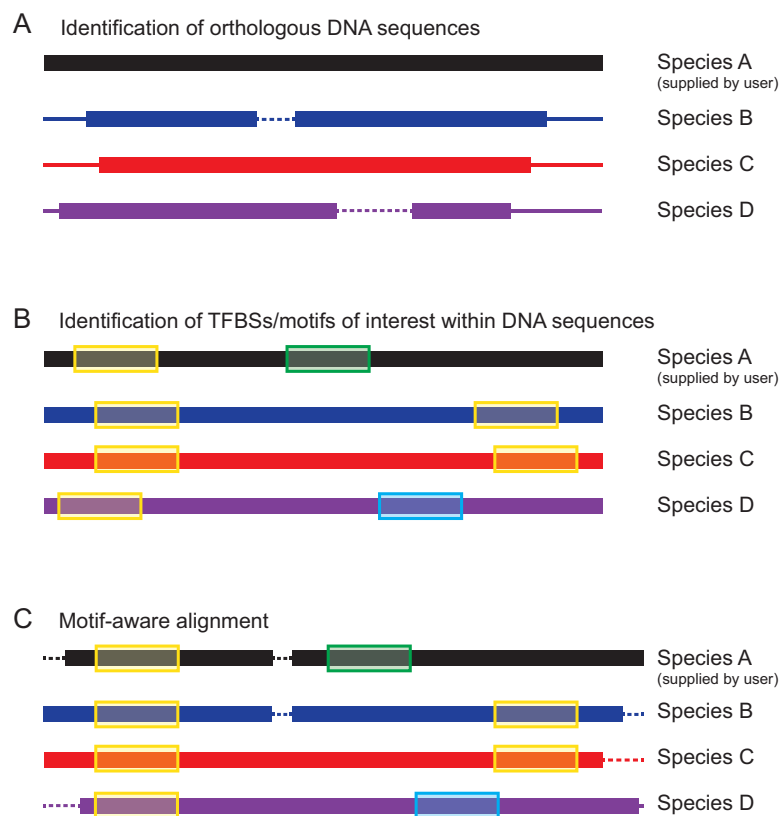 A Identification of orthologous DNA sequences
Species A
(supplied by user)
Species B
Species C
Species D
B Identification of TFBSs/motifs of interest within DNA sequences
Species A
(supplied by user)
Species B
Species C
Species D
C Motif-aware alignment
Species A
(supplied by user)
Species B
Species C
Species D